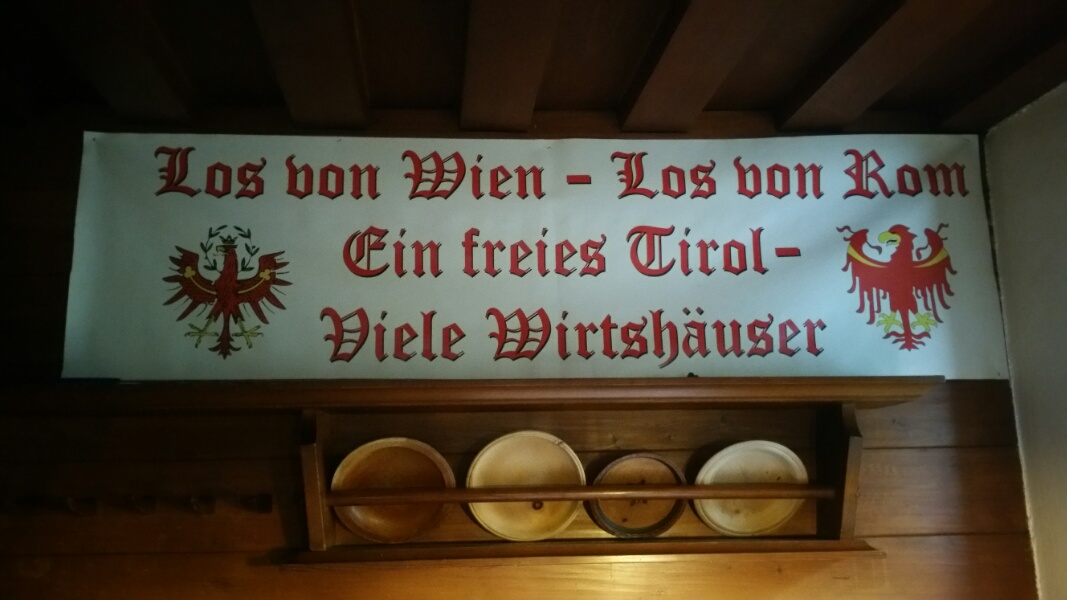 Los von Wien - Los von Rom
Ein freies Tirol-
Viele Wirtshäuser